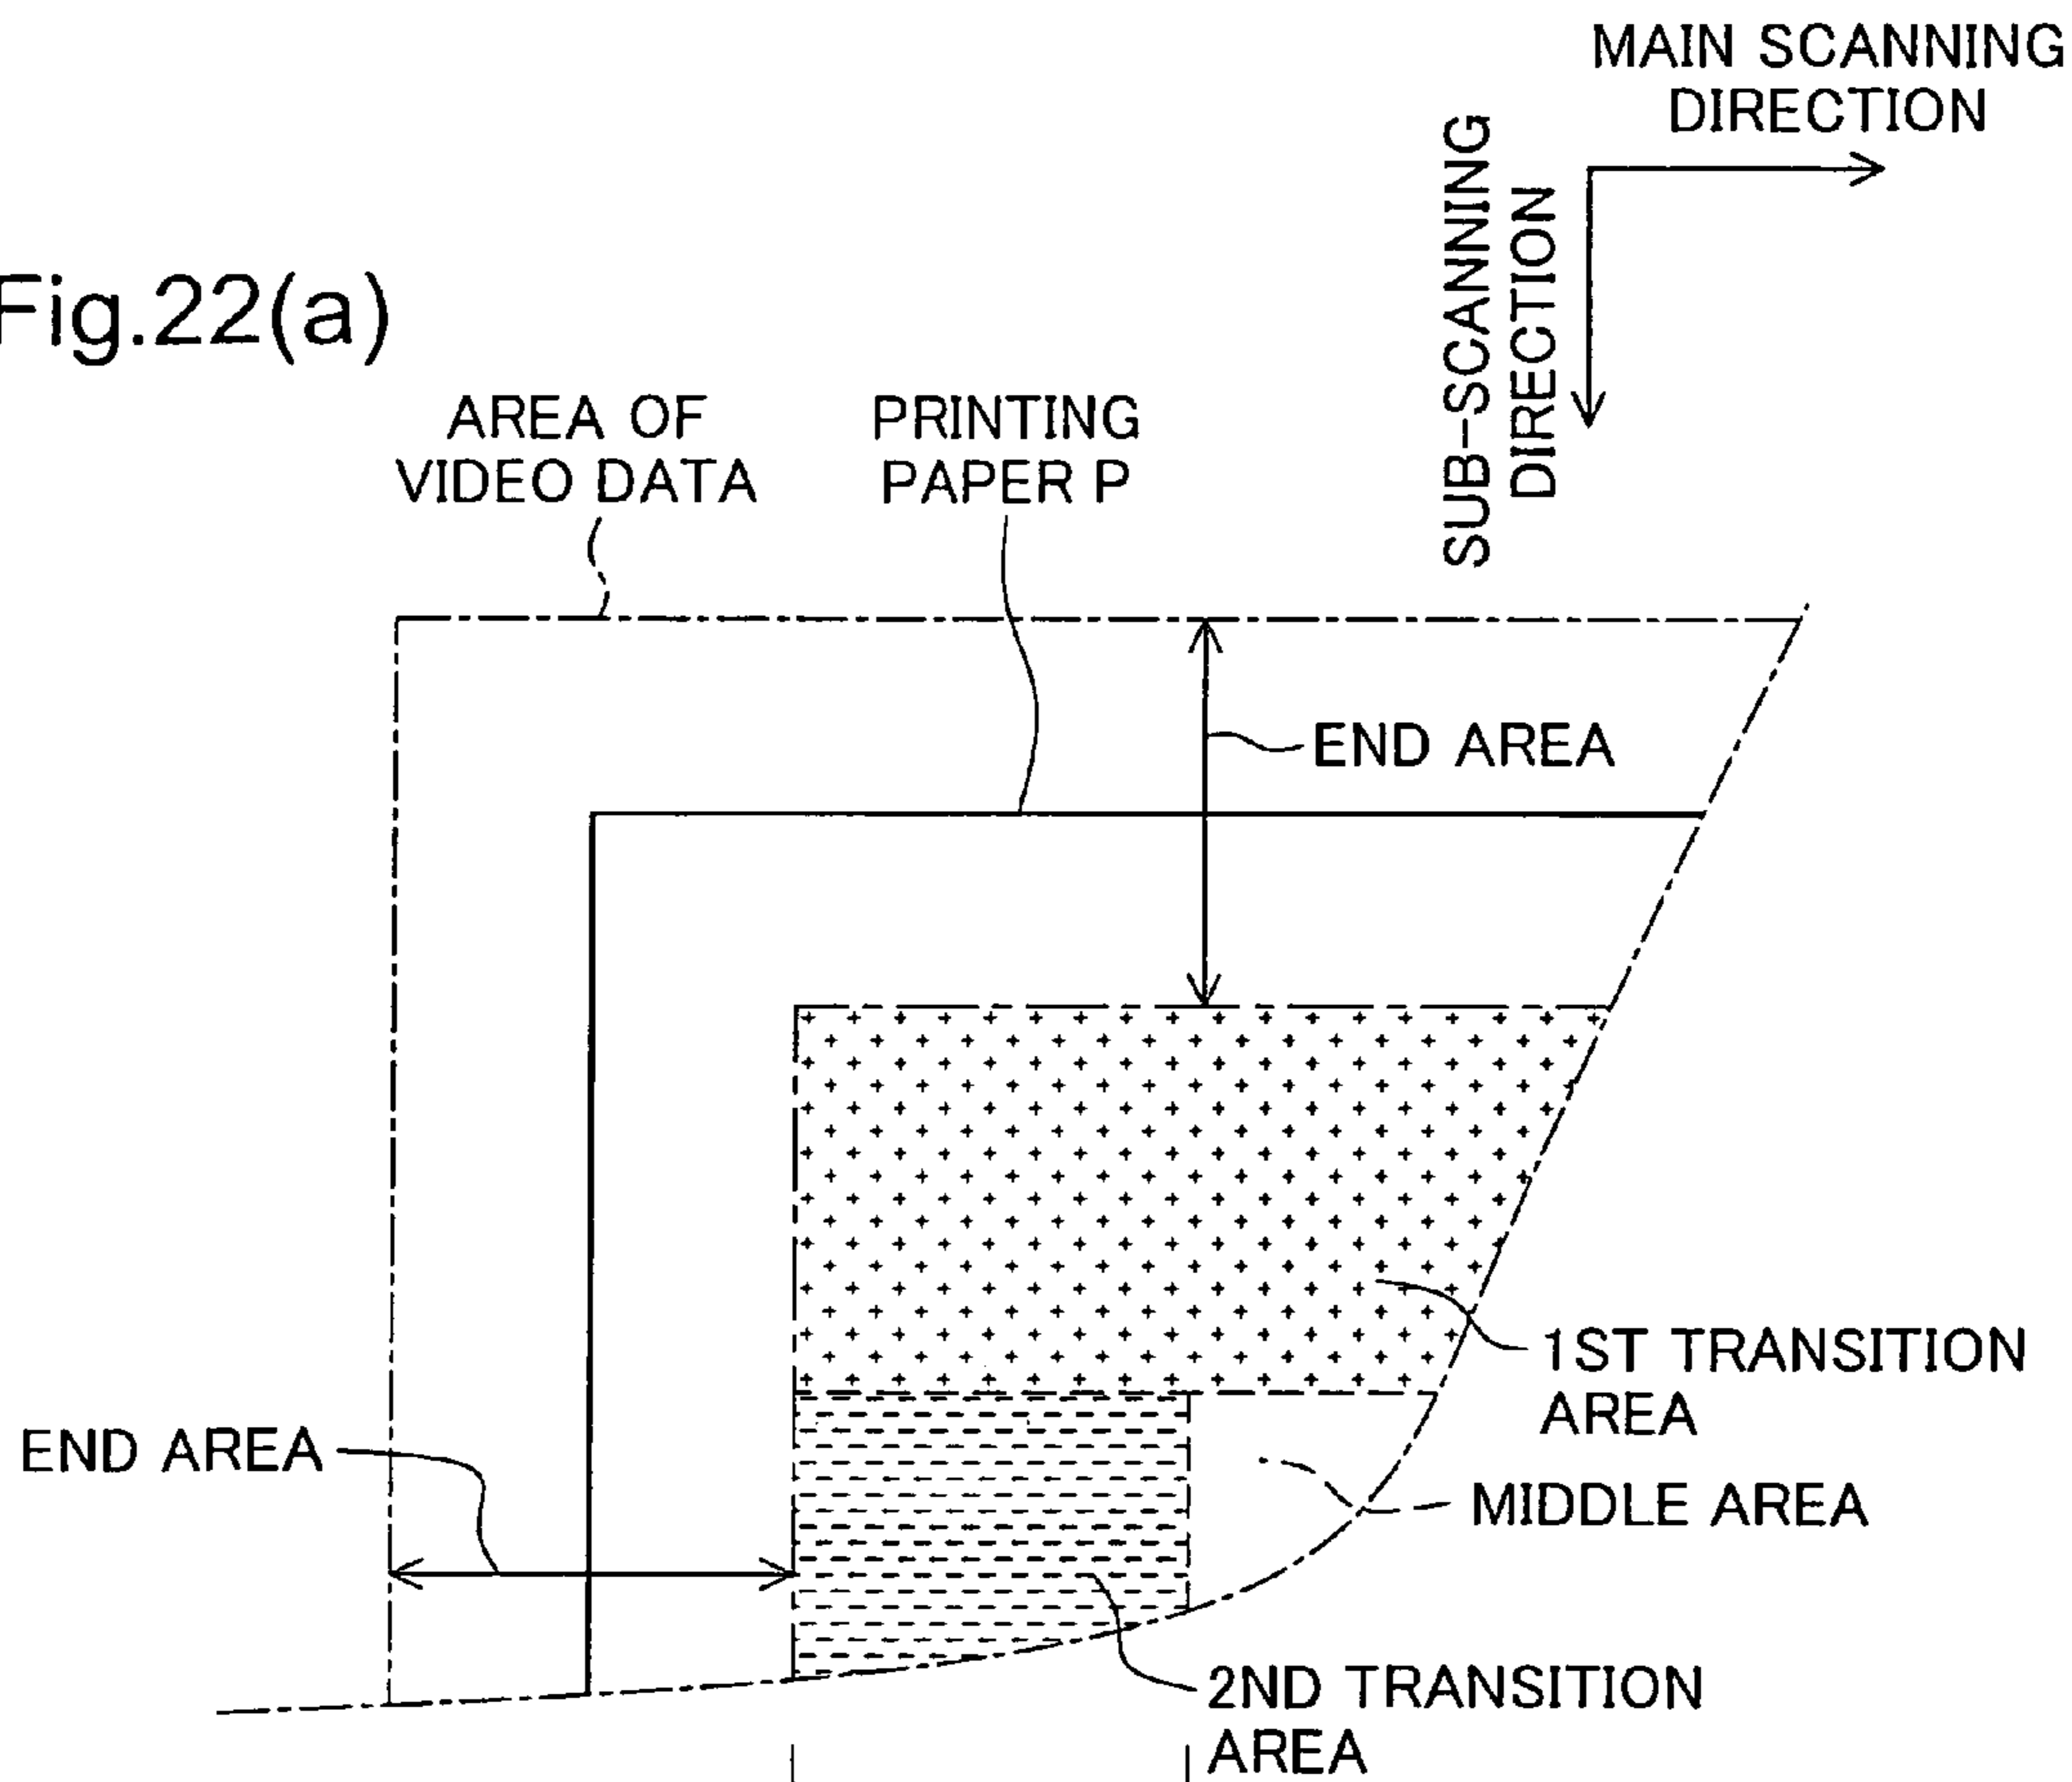 MAIN SCANNING
DIRECTION
SUB-SCANNING
DIRECTION
Fig.22(a)
AREA OF
VIDEO DATA
PRINTING
PAPER P
END AREA
1ST TRANSITION
AREA
END AREA
MIDDLE AREA
2ND TRANSITION
AREA